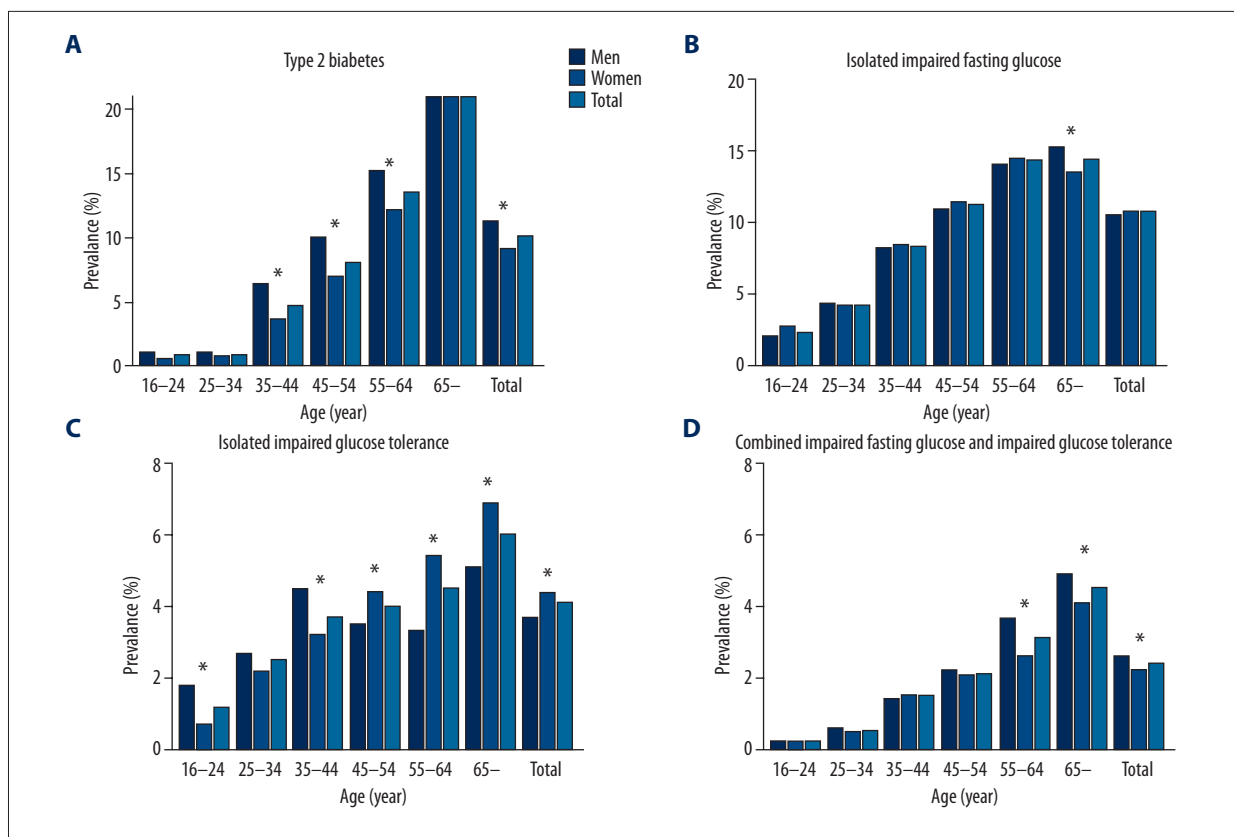 A
Type 2 biabetes
Men
Women
Total
Prevalance (%)
20
15
10
5
0
* * * *
16–24 25–34 35–44 45–54 55–64 65– Total
Age (year)
B
Isolated impaired fasting glucose
Prevalance (%)
20
15
10
5
0
*
16–24 25–34 35–44 45–54 55–64 65– Total
Age (year)
C
Isolated impaired glucose tolerance
Prevalance (%)
8
6
4
2
0
* * * * * *
16–24 25–34 35–44 45–54 55–64 65– Total
Age (year)
D
Combined impaired fasting glucose and impaired glucose tolerance
Prevalance (%)
8
6
4
2
0
* * *
16–24 25–34 35–44 45–54 55–64 65– Total
Age (year)